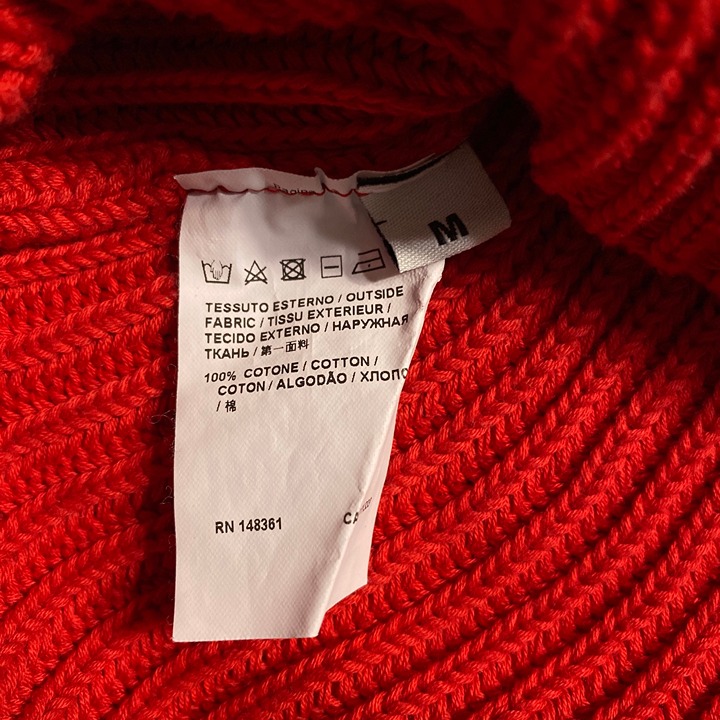 M
TESSUTO ESTERNO / OUTSIDE
FABRIC / TISSU EXTERIEUR /
TECIDO EXTERNO / НАРУЖНАЯ
ТКАНЬ / 第一面料
100% COTONE / COTTON /
COTON / ALGODÃO / ХЛОПО
/ 棉
RN 148361